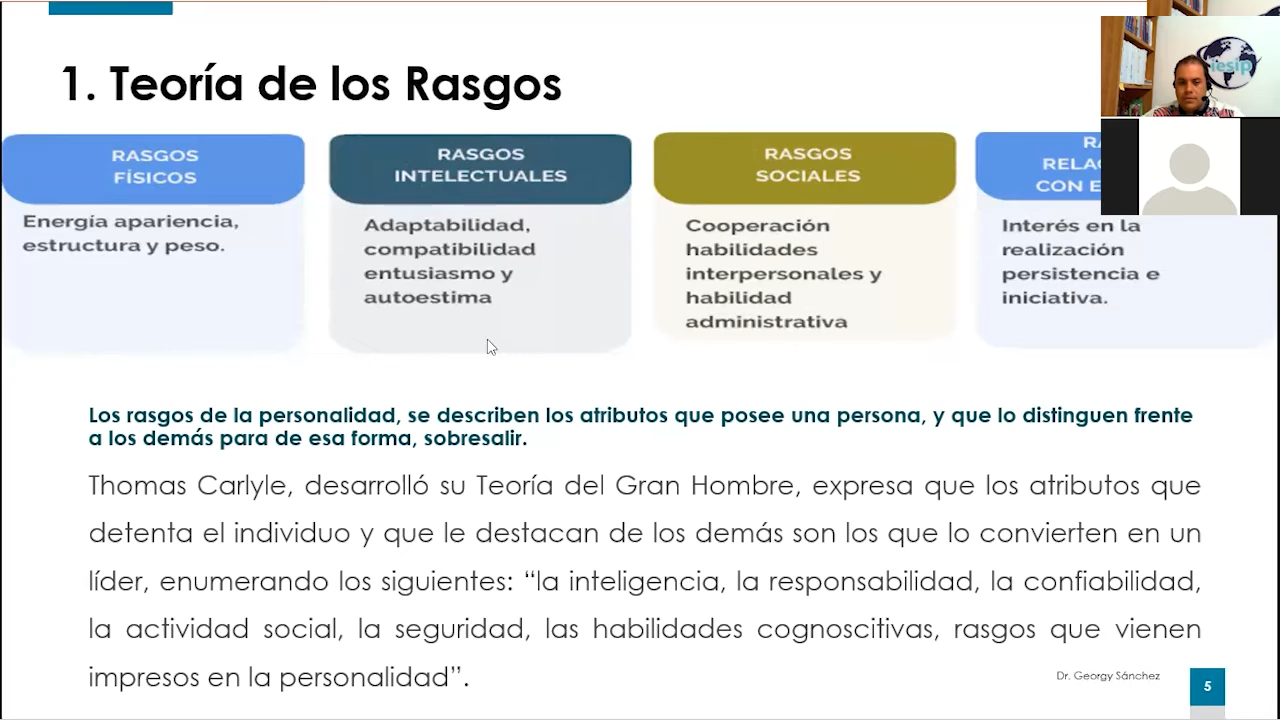 1. Teoría de los Rasgos
RASGOS
FÍSICOS
Energía apariencia,
estructura y peso.
RASGOS
INTELECTUALES
Adaptabilidad,
compatibilidad
entusiasmo y
autoestima
RASGOS
SOCIALES
Cooperación
habilidades
interpersonales y
habilidad
administrativa
CON
Interés en la
realización
persistencia e
iniciativa.
iesip
Los rasgos de la personalidad, se describen los atributos que posee una persona, y que lo distinguen frente
a los demás para de esa forma, sobresalir.
Thomas Carlyle, desarrolló su Teoría del Gran Hombre, expresa que los atributos que
detenta el individuo y que le destacan de los demás son los que lo convierten en un
líder, enumerando los siguientes: “la inteligencia, la responsabilidad, la confiabilidad,
la actividad social, la seguridad, las habilidades cognoscitivas, rasgos que vienen
impresos en la personalidad”.
Dr. Georgy Sánchez
5